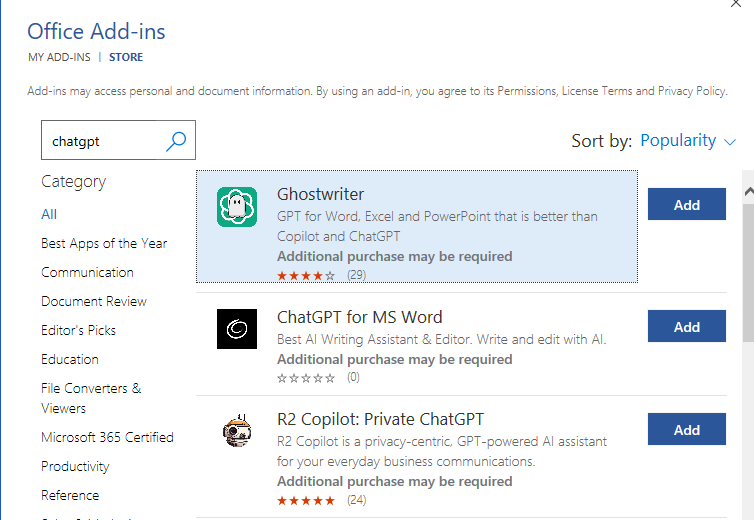 Office Add-ins
MY ADD-INS | STORE
Add-ins may access personal and document information. By using an add-in, you agree to its Permissions, License Terms and Privacy Policy.
chatgpt
Sort by: Popularity
Category
All
Best Apps of the Year
Communication
Document Review
Editor's Picks
Education
File Converters &
Viewers
Microsoft 365 Certified
Productivity
Reference
Ghostwriter
GPT for Word, Excel and PowerPoint that is better than
Copilot and ChatGPT
Additional purchase may be required
(29)
Add
ChatGPT for MS Word
Best AI Writing Assistant & Editor. Write and edit with AI.
Additional purchase may be required
(0)
Add
R2 Copilot: Private ChatGPT
R2 Copilot is a privacy-centric, GPT-powered AI assistant
for your everyday business communications.
Additional purchase may be required
(24)
Add